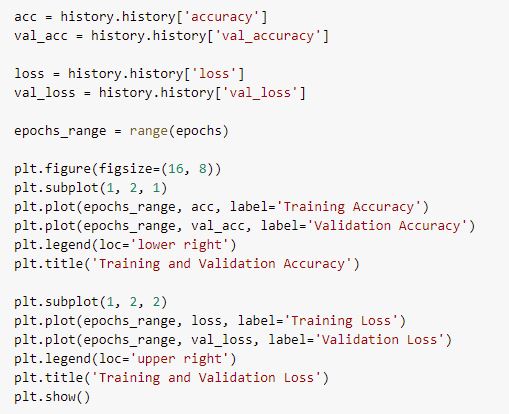 acc = history.history['accuracy']
val_acc = history.history['val_accuracy']
loss = history.history['loss']
val_loss = history.history['val_loss']
epochs_range = range(epochs)
plt.figure(figsize=(16, 8))
plt.subplot(1, 2, 1)
plt.plot(epochs_range, acc, label='Training Accuracy')
plt.plot(epochs_range, val_acc, label='Validation Accuracy')
plt.legend(loc='lower right')
plt.title('Training and Validation Accuracy')
plt.subplot(1, 2, 2)
plt.plot(epochs_range, loss, label='Training Loss')
plt.plot(epochs_range, val_loss, label='Validation Loss')
plt.legend(loc='upper right')
plt.title('Training and Validation Loss')
plt.show()